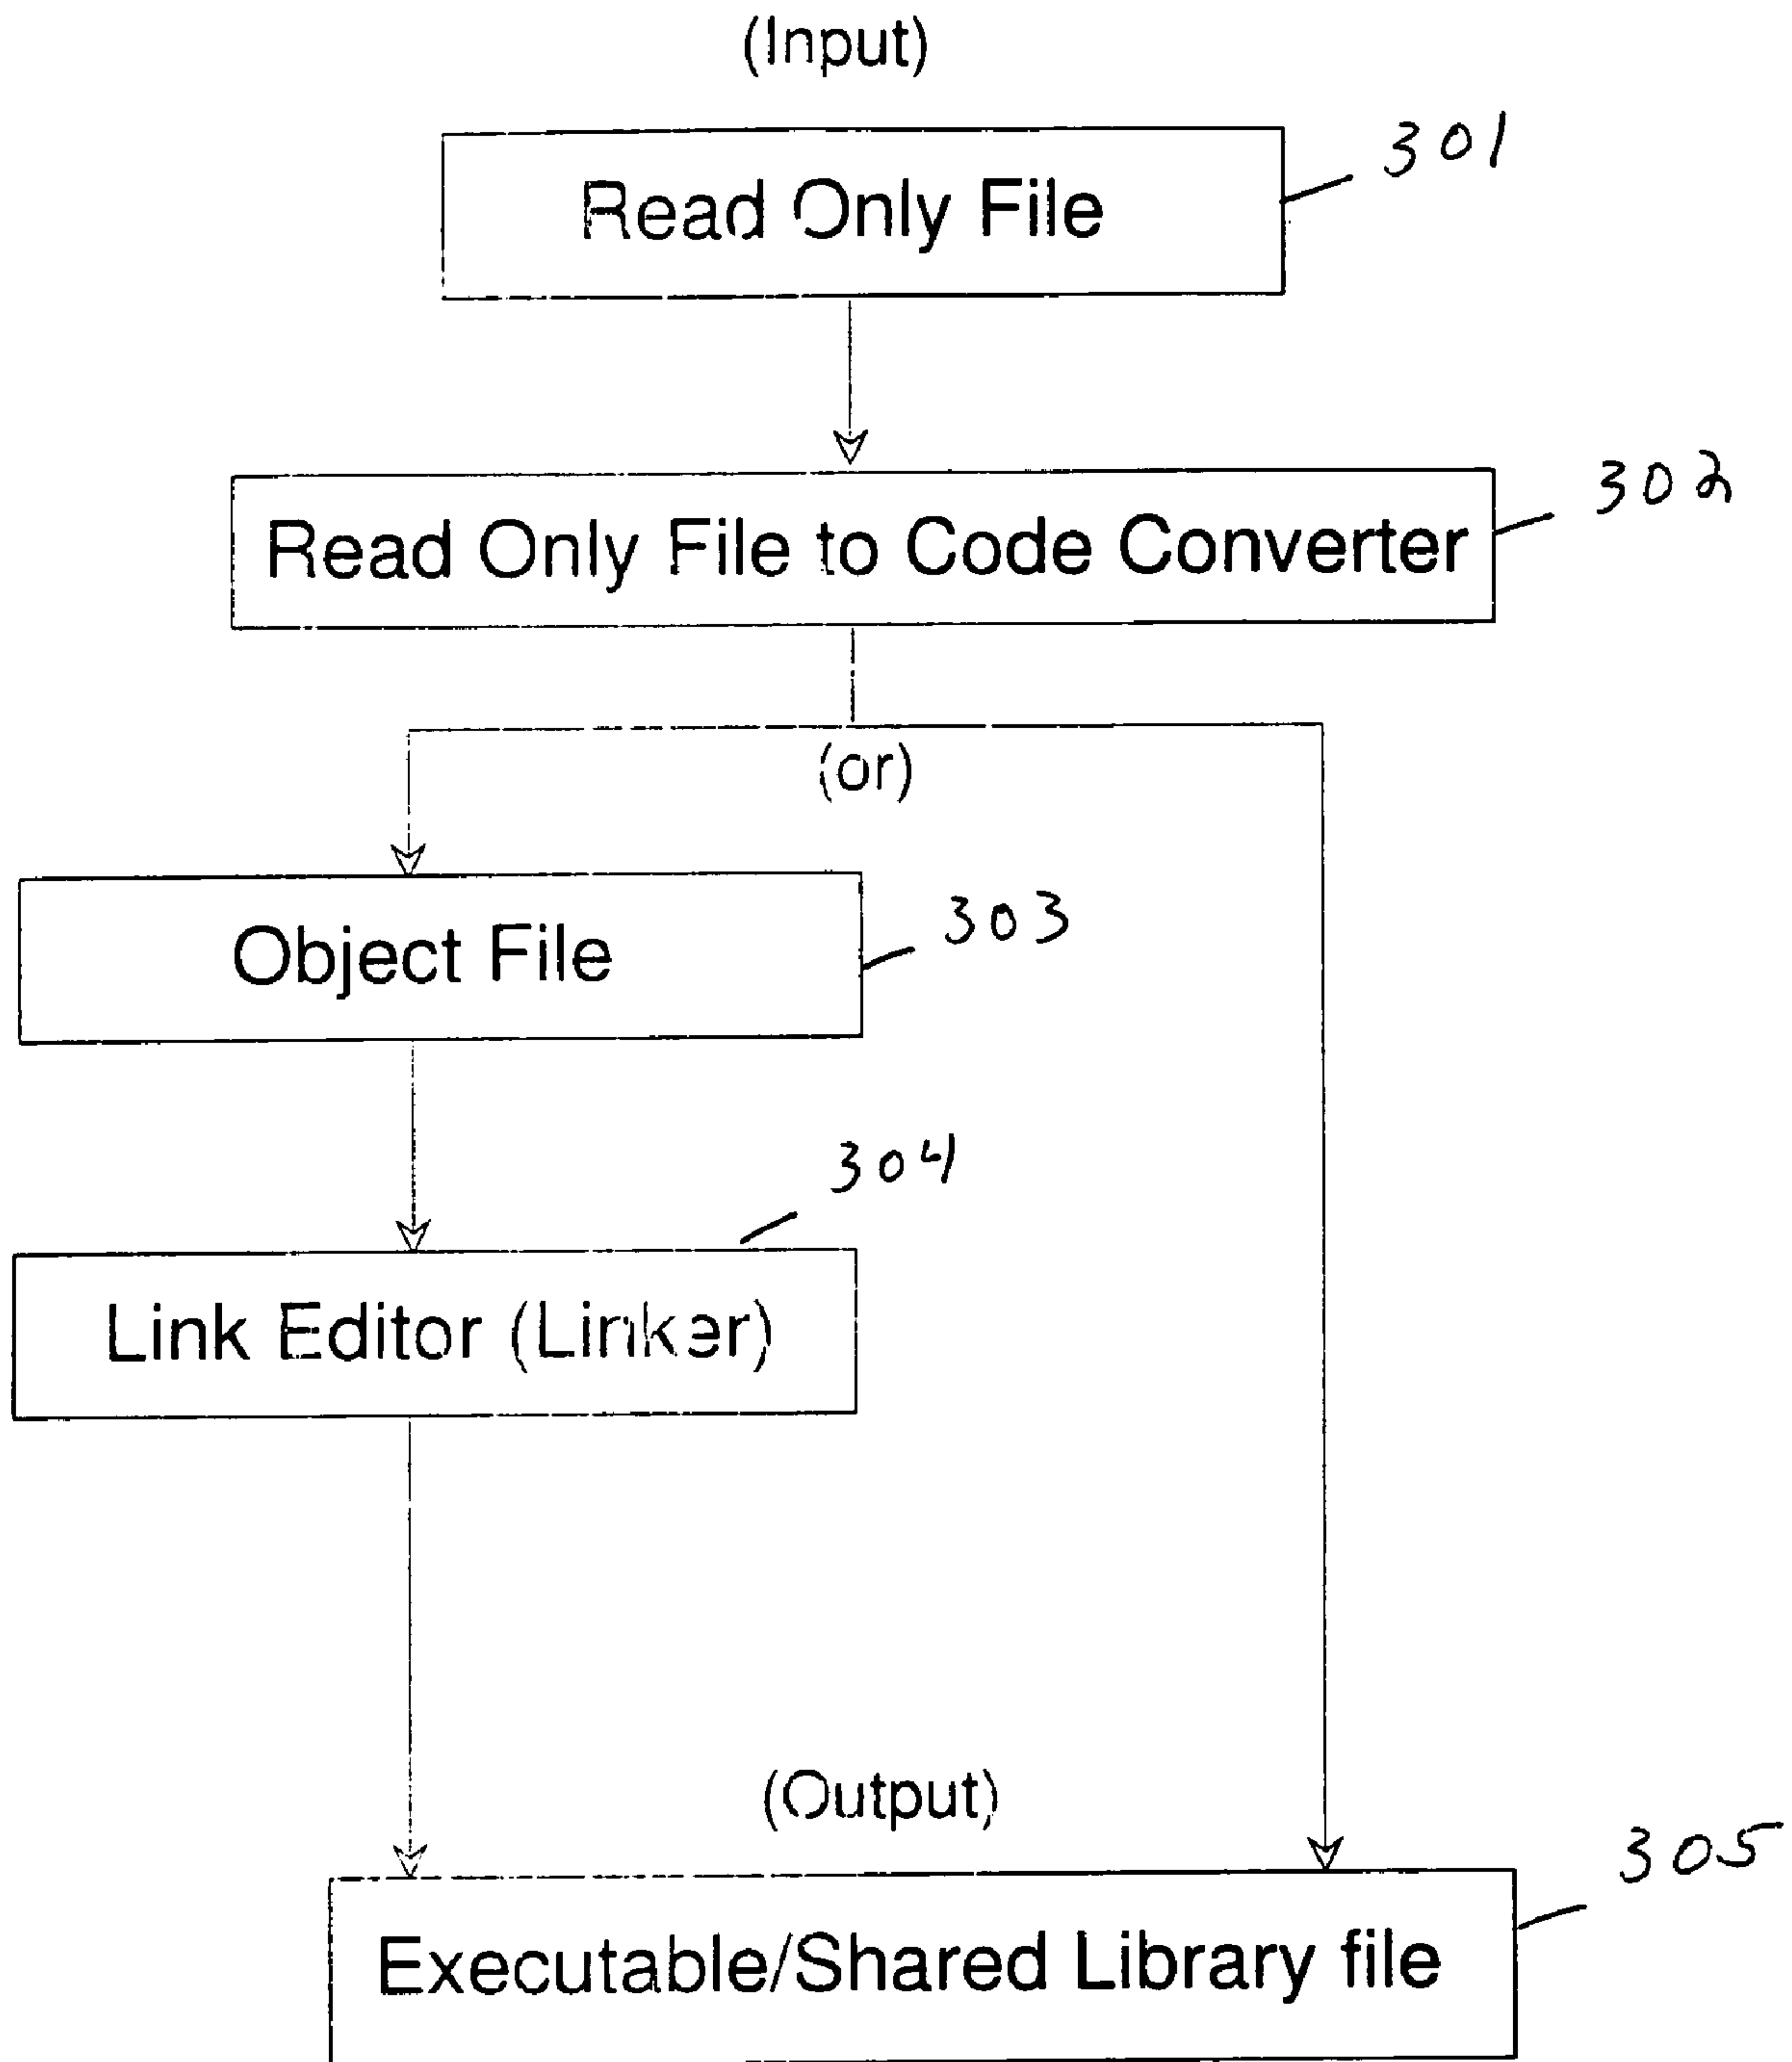 (Input)
Read Only File
301
Read Only File to Code Converter
302
(or)
Object File
303
304
Link Editor (Linker)
(Output)
305
Executable/Shared Library file